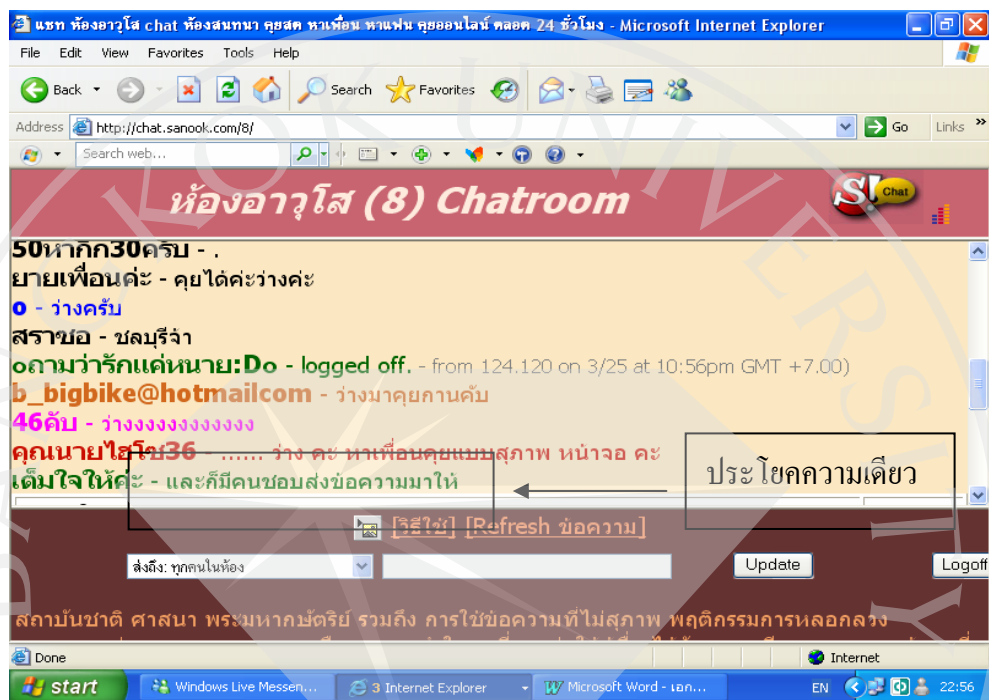 แชท ห้องอาวุโส chat ห้องสนทนา คุยสด หาเพื่อน หาแฟน คุยออนไลน์ ตลอด 24 ชั่วโมง - Microsoft Internet Explorer
File Edit View Favorites Tools Help
Back Search Favorites
Address http://chat.sanook.com/8/ Go Links »
Search web...
ห้องอาวุโส (8) Chatroom S! Chat
50หากิ๊ก30ครับ - .
ยายเพื่อนค่ะ - คุยได้ค่ะว่างค่ะ
o - ว่างครับ
สราขอ - ชลบุรีจ้า
oถามว่ารักแค่หนาย:Do - logged off. - from 124.120 on 3/25 at 10:56pm GMT +7.00)
b_bigbike@hotmailcom - ว่างมาคุยกานคับ
46คับ - ว่างงงงงงงงงงงงง
คุณนายไฮโซ36 - ...... ว่าง คะ หาเพื่อนคุยแบบสุภาพ หน้าจอ คะ
เต็มใจให้ค่ะ - และก็มีคนชอบส่งข้อความมาให้
ประโยคความเดียว
[วิธีใช้] [Refresh ข้อความ]
ส่งถึง: ทุกคนในห้อง Update Logoff
สถาบันชาติ ศาสนา พระมหากษัตริย์ รวมถึง การใช้ข้อความที่ไม่สุภาพ พฤติกรรมการหลอกลวง
Done Internet
start Windows Live Messen... 3 Internet Explorer Microsoft Word - เอก... EN 22:56